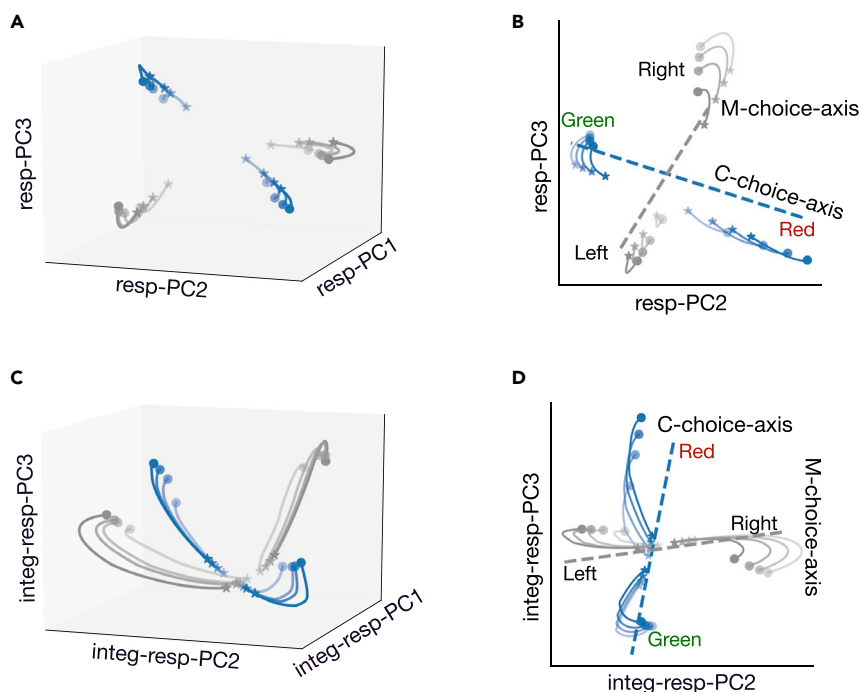 A
resp-PC3
resp-PC2
resp-PC1
B
Right
M-choice-axis
Green
C-choice-axis
Red
Left
resp-PC3
resp-PC2
C
integ-resp-PC3
integ-resp-PC2
integ-resp-PC1
D
C-choice-axis
Red
M-choice-axis
Right
Left
Green
integ-resp-PC3
integ-resp-PC2